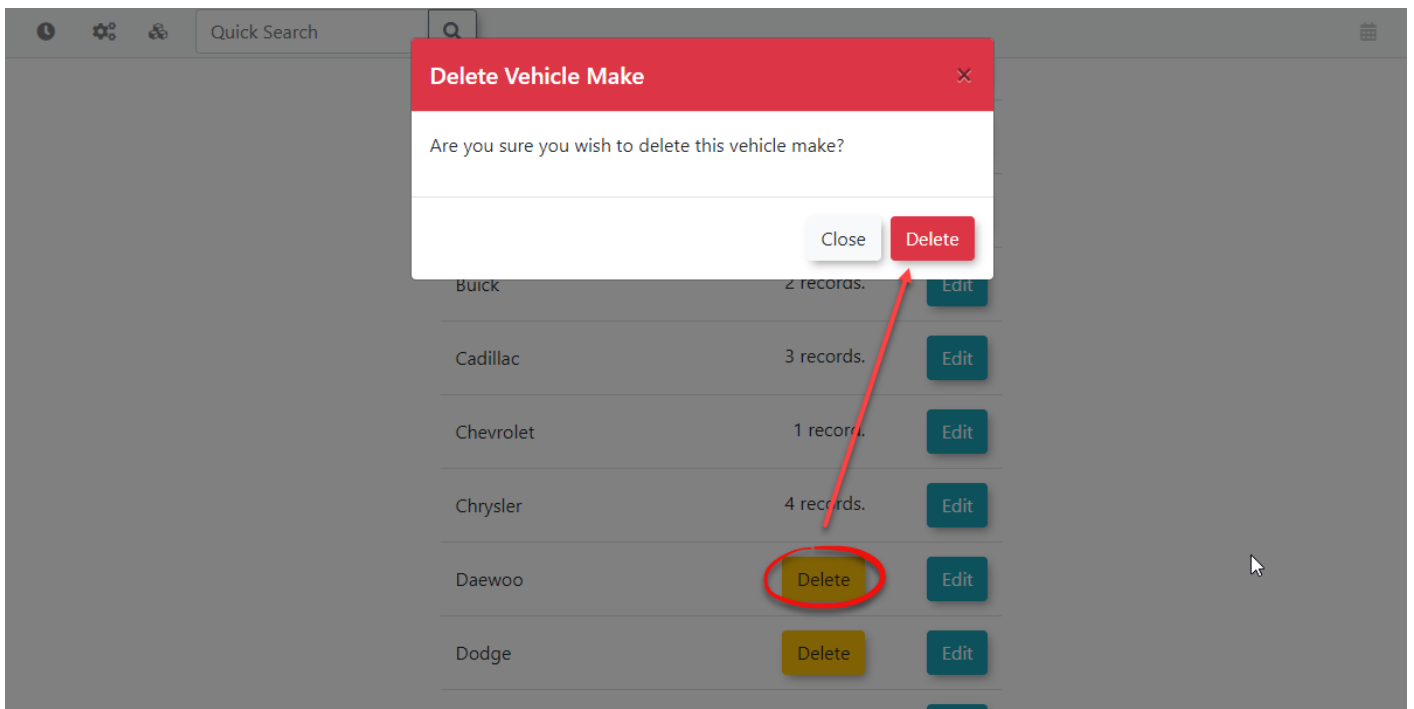 Quick Search
Delete Vehicle Make ×
Are you sure you wish to delete this vehicle make?
Close Delete
Buick 2 records. Edit
Cadillac 3 records. Edit
Chevrolet 1 record. Edit
Chrysler 4 records. Edit
Daewoo Delete Edit
Dodge Delete Edit